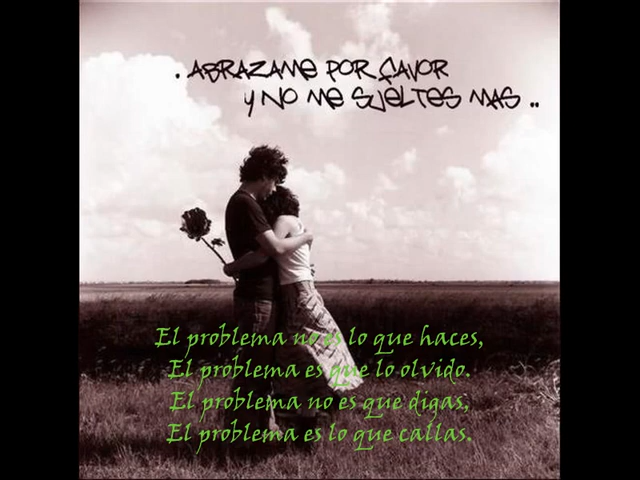 . ABRAZAME POR FAVOR
Y NO ME SUELTES MAS ..
El problema no es lo que haces,
El problema es que lo olvido.
El problema no es que digas,
El problema es lo que callas.